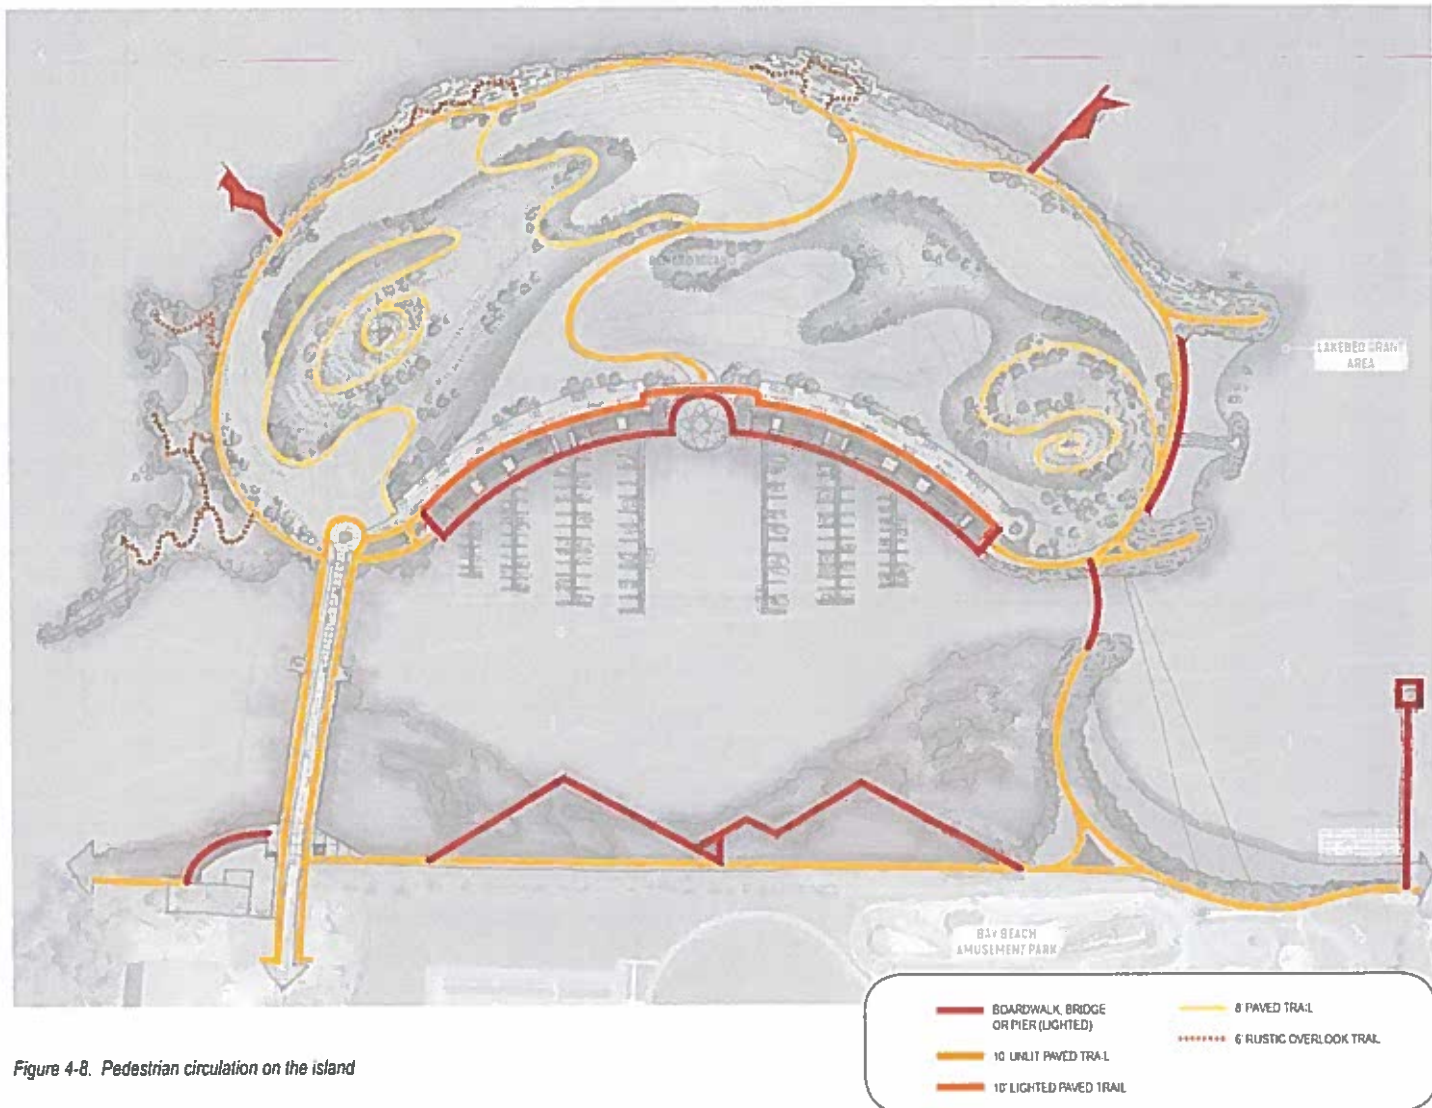 LAKEBED GRANT
AREA
BAY BEACH
AMUSEMENT PARK
BOARDWALK, BRIDGE
OR PIER (LIGHTED)
10' UNLIT PAVED TRAIL
10' LIGHTED PAVED TRAIL
8' PAVED TRAIL
6' RUSTIC OVERLOOK TRAIL
Figure 4-8. Pedestrian circulation on the island